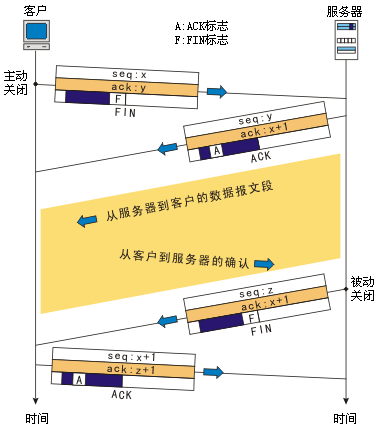 客户
服务器
A:ACK标志
F:FIN标志
主动
关闭
seq:x
ack:y
F
FIN
seq:y
ack:x+1
A
ACK
从服务器到客户的数据报文段
从客户到服务器的确认
被动
关闭
seq:z
ack:x+1
F
FIN
seq:x+1
ack:z+1
A
ACK
时间
时间